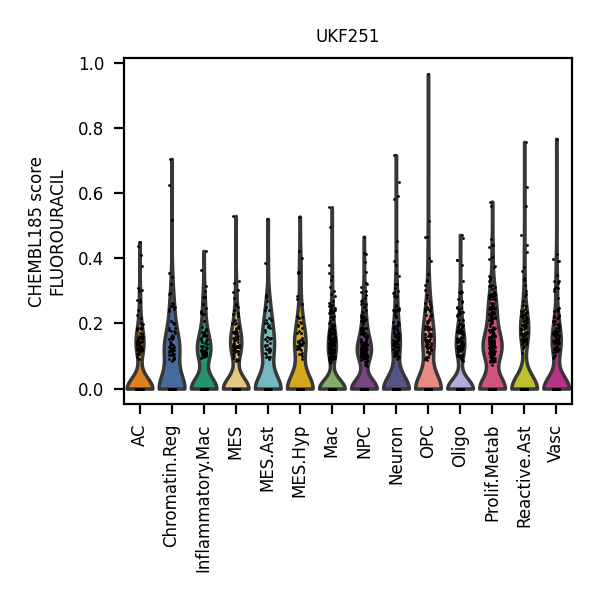 UKF251
CHEMBL185 score
FLUOROURACIL
1.0
0.8
0.6
0.4
0.2
0.0
AC
Chromatin.Reg
Inflammatory.Mac
MES
MES.Ast
MES.Hyp
Mac
NPC
Neuron
OPC
Oligo
Prolif.Metab
Reactive.Ast
Vasc